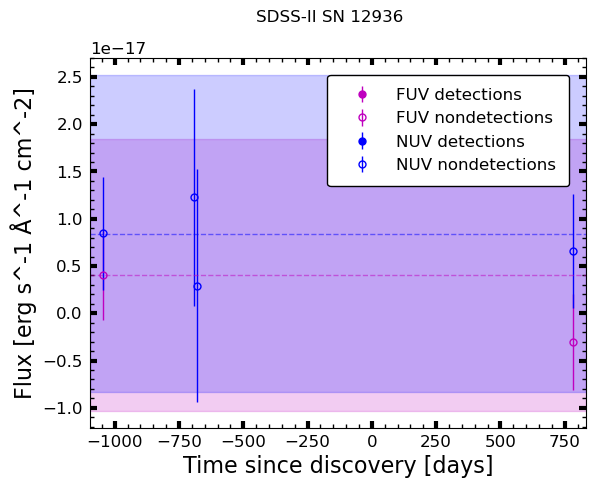 SDSS-II SN 12936
1e−17
2.5
2.0
1.5
1.0
0.5
0.0
−0.5
−1.0
Flux [erg s^-1 Å^-1 cm^-2]
FUV detections
FUV nondetections
NUV detections
NUV nondetections
−1000 −750 −500 −250 0 250 500 750
Time since discovery [days]